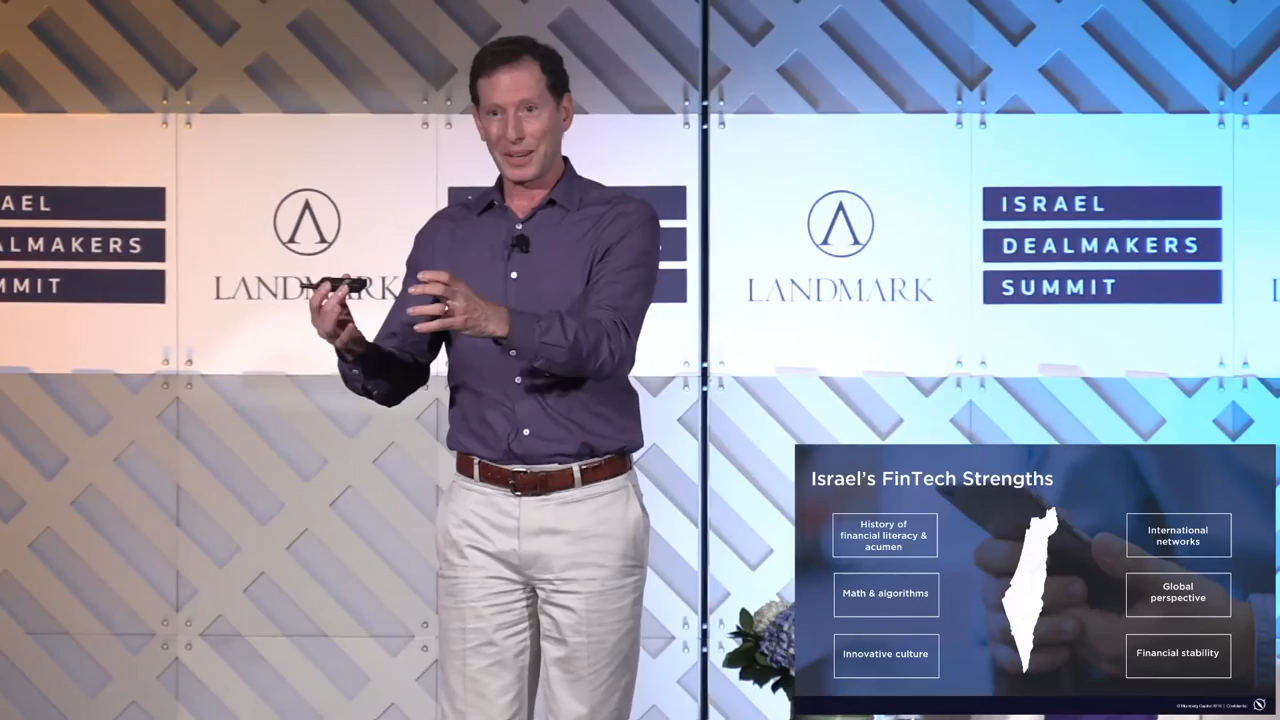 AEL
ALMAKERS
MMIT
LANDMARK
LANDMARK
ISRAEL
DEALMAKERS
SUMMIT
Israel's FinTech Strengths
History of
financial literacy &
acumen
Math & algorithms
Innovative culture
International
networks
Global
perspective
Financial stability